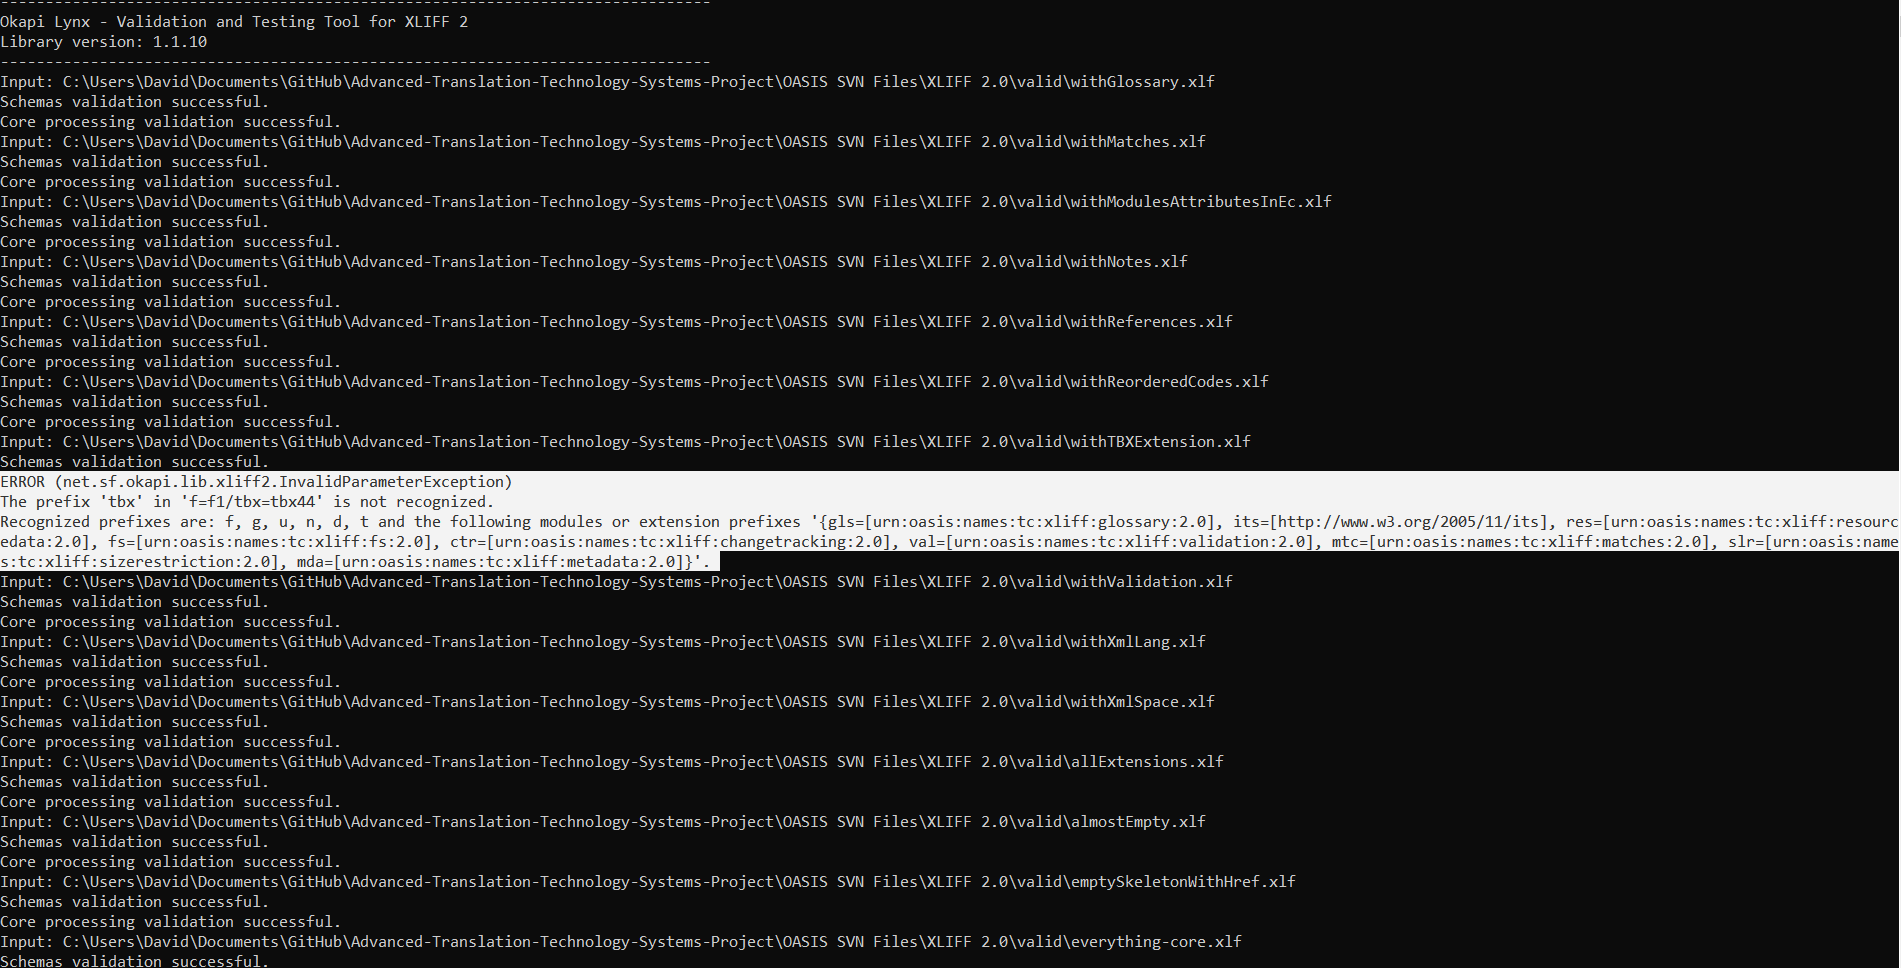 -------------------------------------------------------------------------------
Okapi Lynx - Validation and Testing Tool for XLIFF 2
Library version: 1.1.10
-------------------------------------------------------------------------------
Input: C:\Users\David\Documents\GitHub\Advanced-Translation-Technology-Systems-Project\OASIS SVN Files\XLIFF 2.0\valid\withGlossary.xlf
Schemas validation successful.
Core processing validation successful.
Input: C:\Users\David\Documents\GitHub\Advanced-Translation-Technology-Systems-Project\OASIS SVN Files\XLIFF 2.0\valid\withMatches.xlf
Schemas validation successful.
Core processing validation successful.
Input: C:\Users\David\Documents\GitHub\Advanced-Translation-Technology-Systems-Project\OASIS SVN Files\XLIFF 2.0\valid\withModulesAttributesInEc.xlf
Schemas validation successful.
Core processing validation successful.
Input: C:\Users\David\Documents\GitHub\Advanced-Translation-Technology-Systems-Project\OASIS SVN Files\XLIFF 2.0\valid\withNotes.xlf
Schemas validation successful.
Core processing validation successful.
Input: C:\Users\David\Documents\GitHub\Advanced-Translation-Technology-Systems-Project\OASIS SVN Files\XLIFF 2.0\valid\withReferences.xlf
Schemas validation successful.
Core processing validation successful.
Input: C:\Users\David\Documents\GitHub\Advanced-Translation-Technology-Systems-Project\OASIS SVN Files\XLIFF 2.0\valid\withReorderedCodes.xlf
Schemas validation successful.
Core processing validation successful.
Input: C:\Users\David\Documents\GitHub\Advanced-Translation-Technology-Systems-Project\OASIS SVN Files\XLIFF 2.0\valid\withTBXExtension.xlf
Schemas validation successful.
ERROR (net.sf.okapi.lib.xliff2.InvalidParameterException)
The prefix 'tbx' in 'f=f1/tbx=tbx44' is not recognized.
Recognized prefixes are: f, g, u, n, d, t and the following modules or extension prefixes '{gls=[urn:oasis:names:tc:xliff:glossary:2.0], its=[http://www.w3.org/2005/11/its], res=[urn:oasis:names:tc:xliff:resourc
edata:2.0], fs=[urn:oasis:names:tc:xliff:fs:2.0], ctr=[urn:oasis:names:tc:xliff:changetracking:2.0], val=[urn:oasis:names:tc:xliff:validation:2.0], mtc=[urn:oasis:names:tc:xliff:matches:2.0], slr=[urn:oasis:name
s:tc:xliff:sizerestriction:2.0], mda=[urn:oasis:names:tc:xliff:metadata:2.0]}'.
Input: C:\Users\David\Documents\GitHub\Advanced-Translation-Technology-Systems-Project\OASIS SVN Files\XLIFF 2.0\valid\withValidation.xlf
Schemas validation successful.
Core processing validation successful.
Input: C:\Users\David\Documents\GitHub\Advanced-Translation-Technology-Systems-Project\OASIS SVN Files\XLIFF 2.0\valid\withXmlLang.xlf
Schemas validation successful.
Core processing validation successful.
Input: C:\Users\David\Documents\GitHub\Advanced-Translation-Technology-Systems-Project\OASIS SVN Files\XLIFF 2.0\valid\withXmlSpace.xlf
Schemas validation successful.
Core processing validation successful.
Input: C:\Users\David\Documents\GitHub\Advanced-Translation-Technology-Systems-Project\OASIS SVN Files\XLIFF 2.0\valid\allExtensions.xlf
Schemas validation successful.
Core processing validation successful.
Input: C:\Users\David\Documents\GitHub\Advanced-Translation-Technology-Systems-Project\OASIS SVN Files\XLIFF 2.0\valid\almostEmpty.xlf
Schemas validation successful.
Core processing validation successful.
Input: C:\Users\David\Documents\GitHub\Advanced-Translation-Technology-Systems-Project\OASIS SVN Files\XLIFF 2.0\valid\emptySkeletonWithHref.xlf
Schemas validation successful.
Core processing validation successful.
Input: C:\Users\David\Documents\GitHub\Advanced-Translation-Technology-Systems-Project\OASIS SVN Files\XLIFF 2.0\valid\everything-core.xlf
Schemas validation successful.